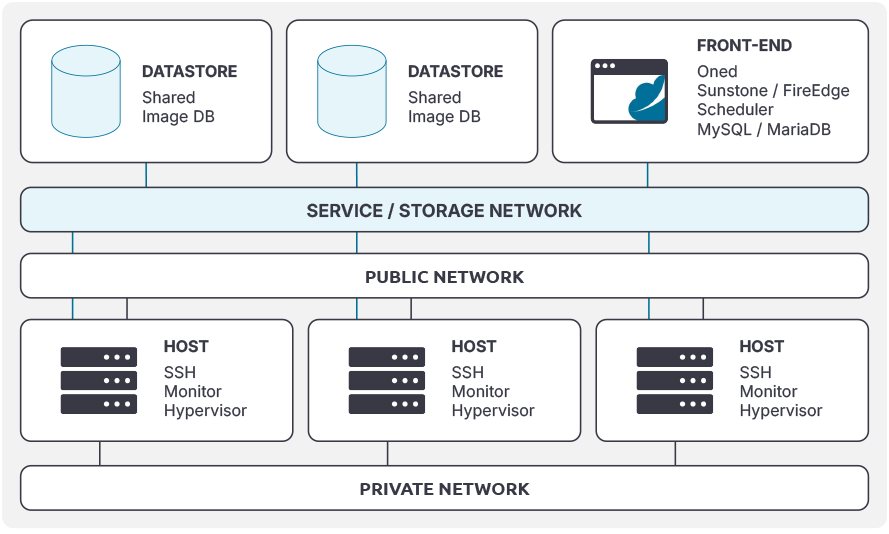 DATASTORE
Shared
Image DB
DATASTORE
Shared
Image DB
FRONT-END
Oned
Sunstone / FireEdge
Scheduler
MySQL / MariaDB
SERVICE / STORAGE NETWORK
PUBLIC NETWORK
HOST
SSH
Monitor
Hypervisor
HOST
SSH
Monitor
Hypervisor
HOST
SSH
Monitor
Hypervisor
PRIVATE NETWORK